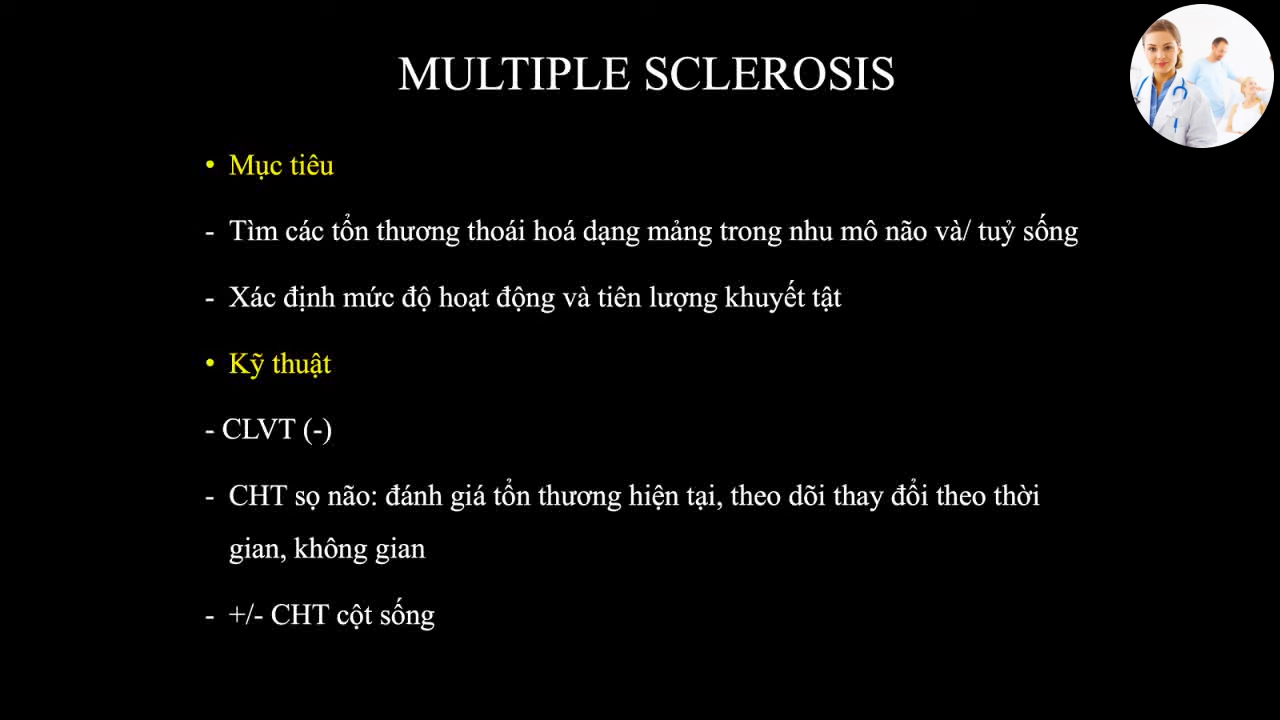 MULTIPLE SCLEROSIS
• Mục tiêu
- Tìm các tổn thương thoái hoá dạng mảng trong nhu mô não và/ tuỷ sống
- Xác định mức độ hoạt động và tiên lượng khuyết tật
• Kỹ thuật
- CLVT (-)
- CHT sọ não: đánh giá tổn thương hiện tại, theo dõi thay đổi theo thời
gian, không gian
- +/- CHT cột sống